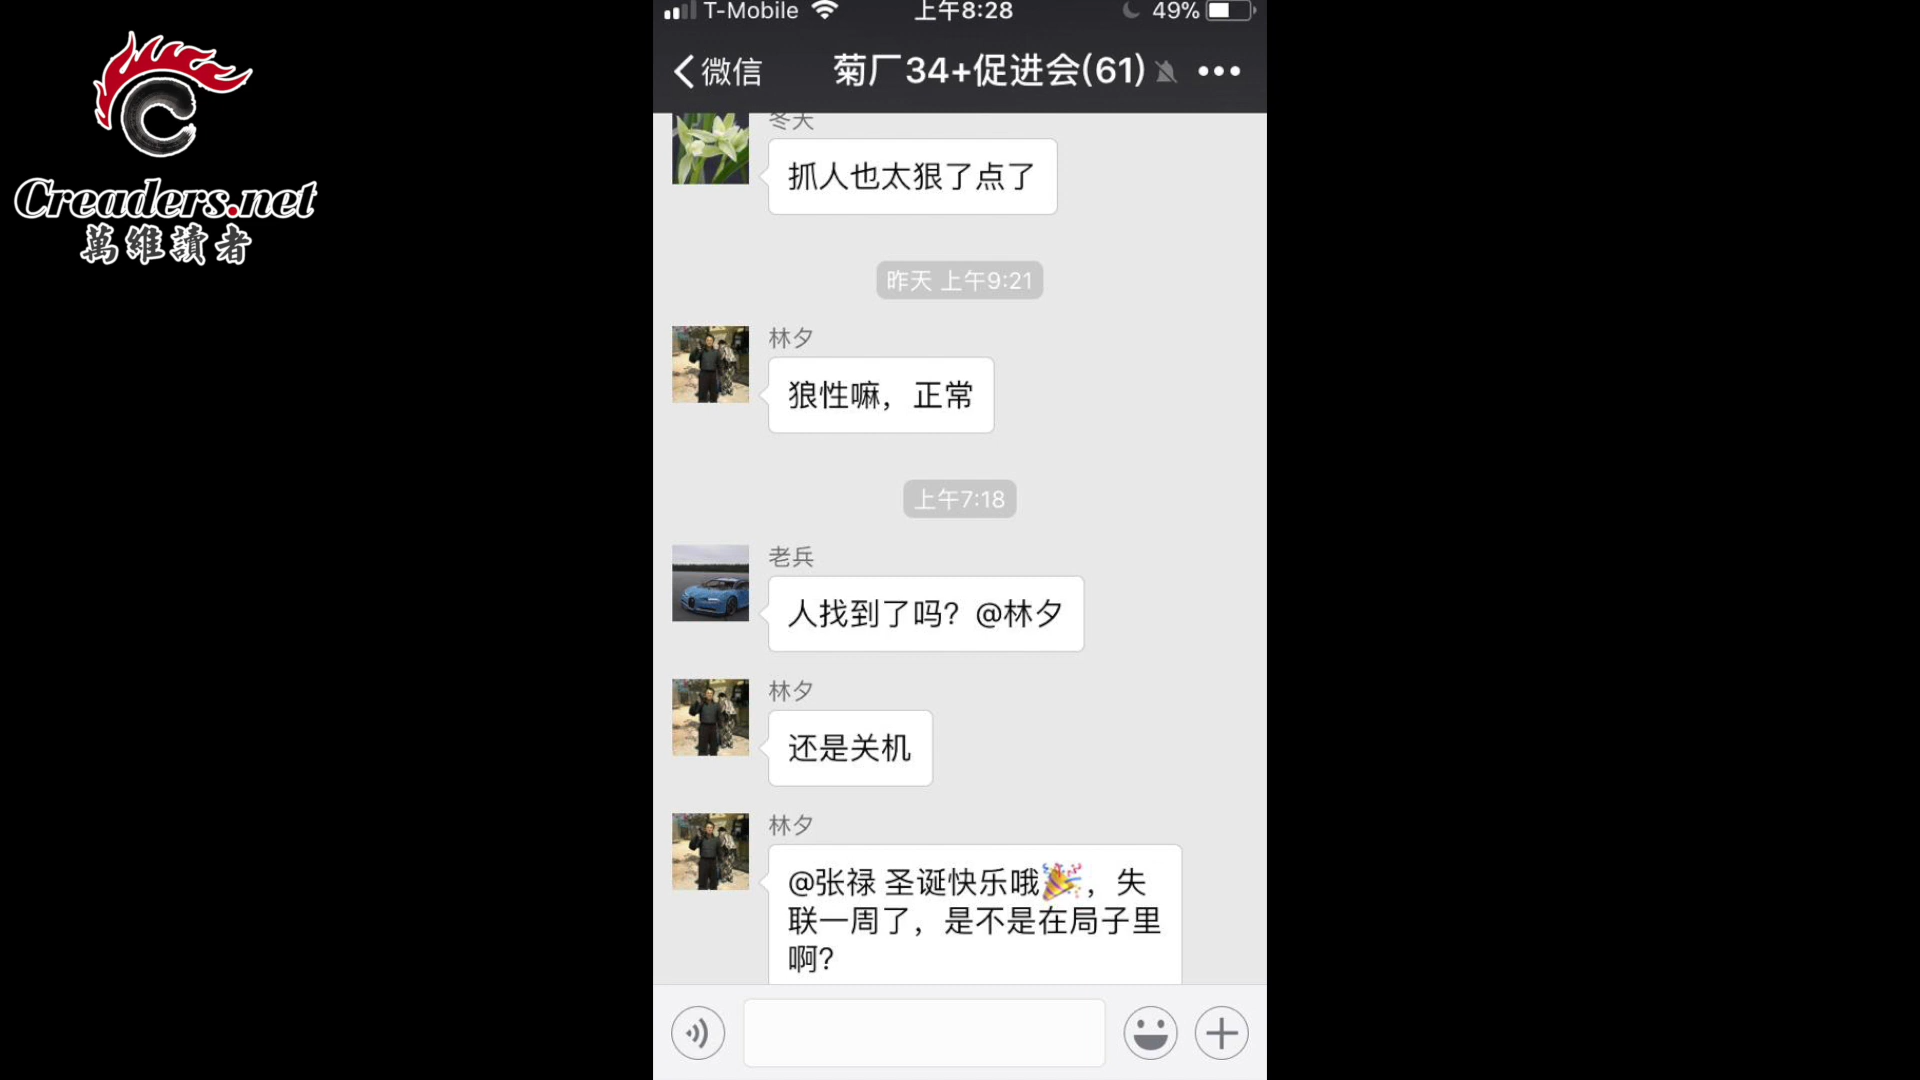 Creaders.net
萬維讀者
T-Mobile 上午8:28 49%
微信 菊厂34+促进会(61)
冬天
抓人也太狠了点了
昨天 上午9:21
林夕
狼性嘛，正常
上午7:18
老兵
人找到了吗？@林夕
林夕
还是关机
林夕
@张禄 圣诞快乐哦🎉，失
联一周了，是不是在局子里
啊？